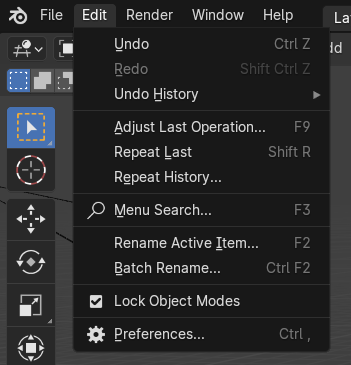 File Edit Render Window Help La
dd
Undo Ctrl Z
Redo Shift Ctrl Z
Undo History
Adjust Last Operation... F9
Repeat Last Shift R
Repeat History...
Menu Search... F3
Rename Active Item... F2
Batch Rename... Ctrl F2
Lock Object Modes
Preferences... Ctrl ,